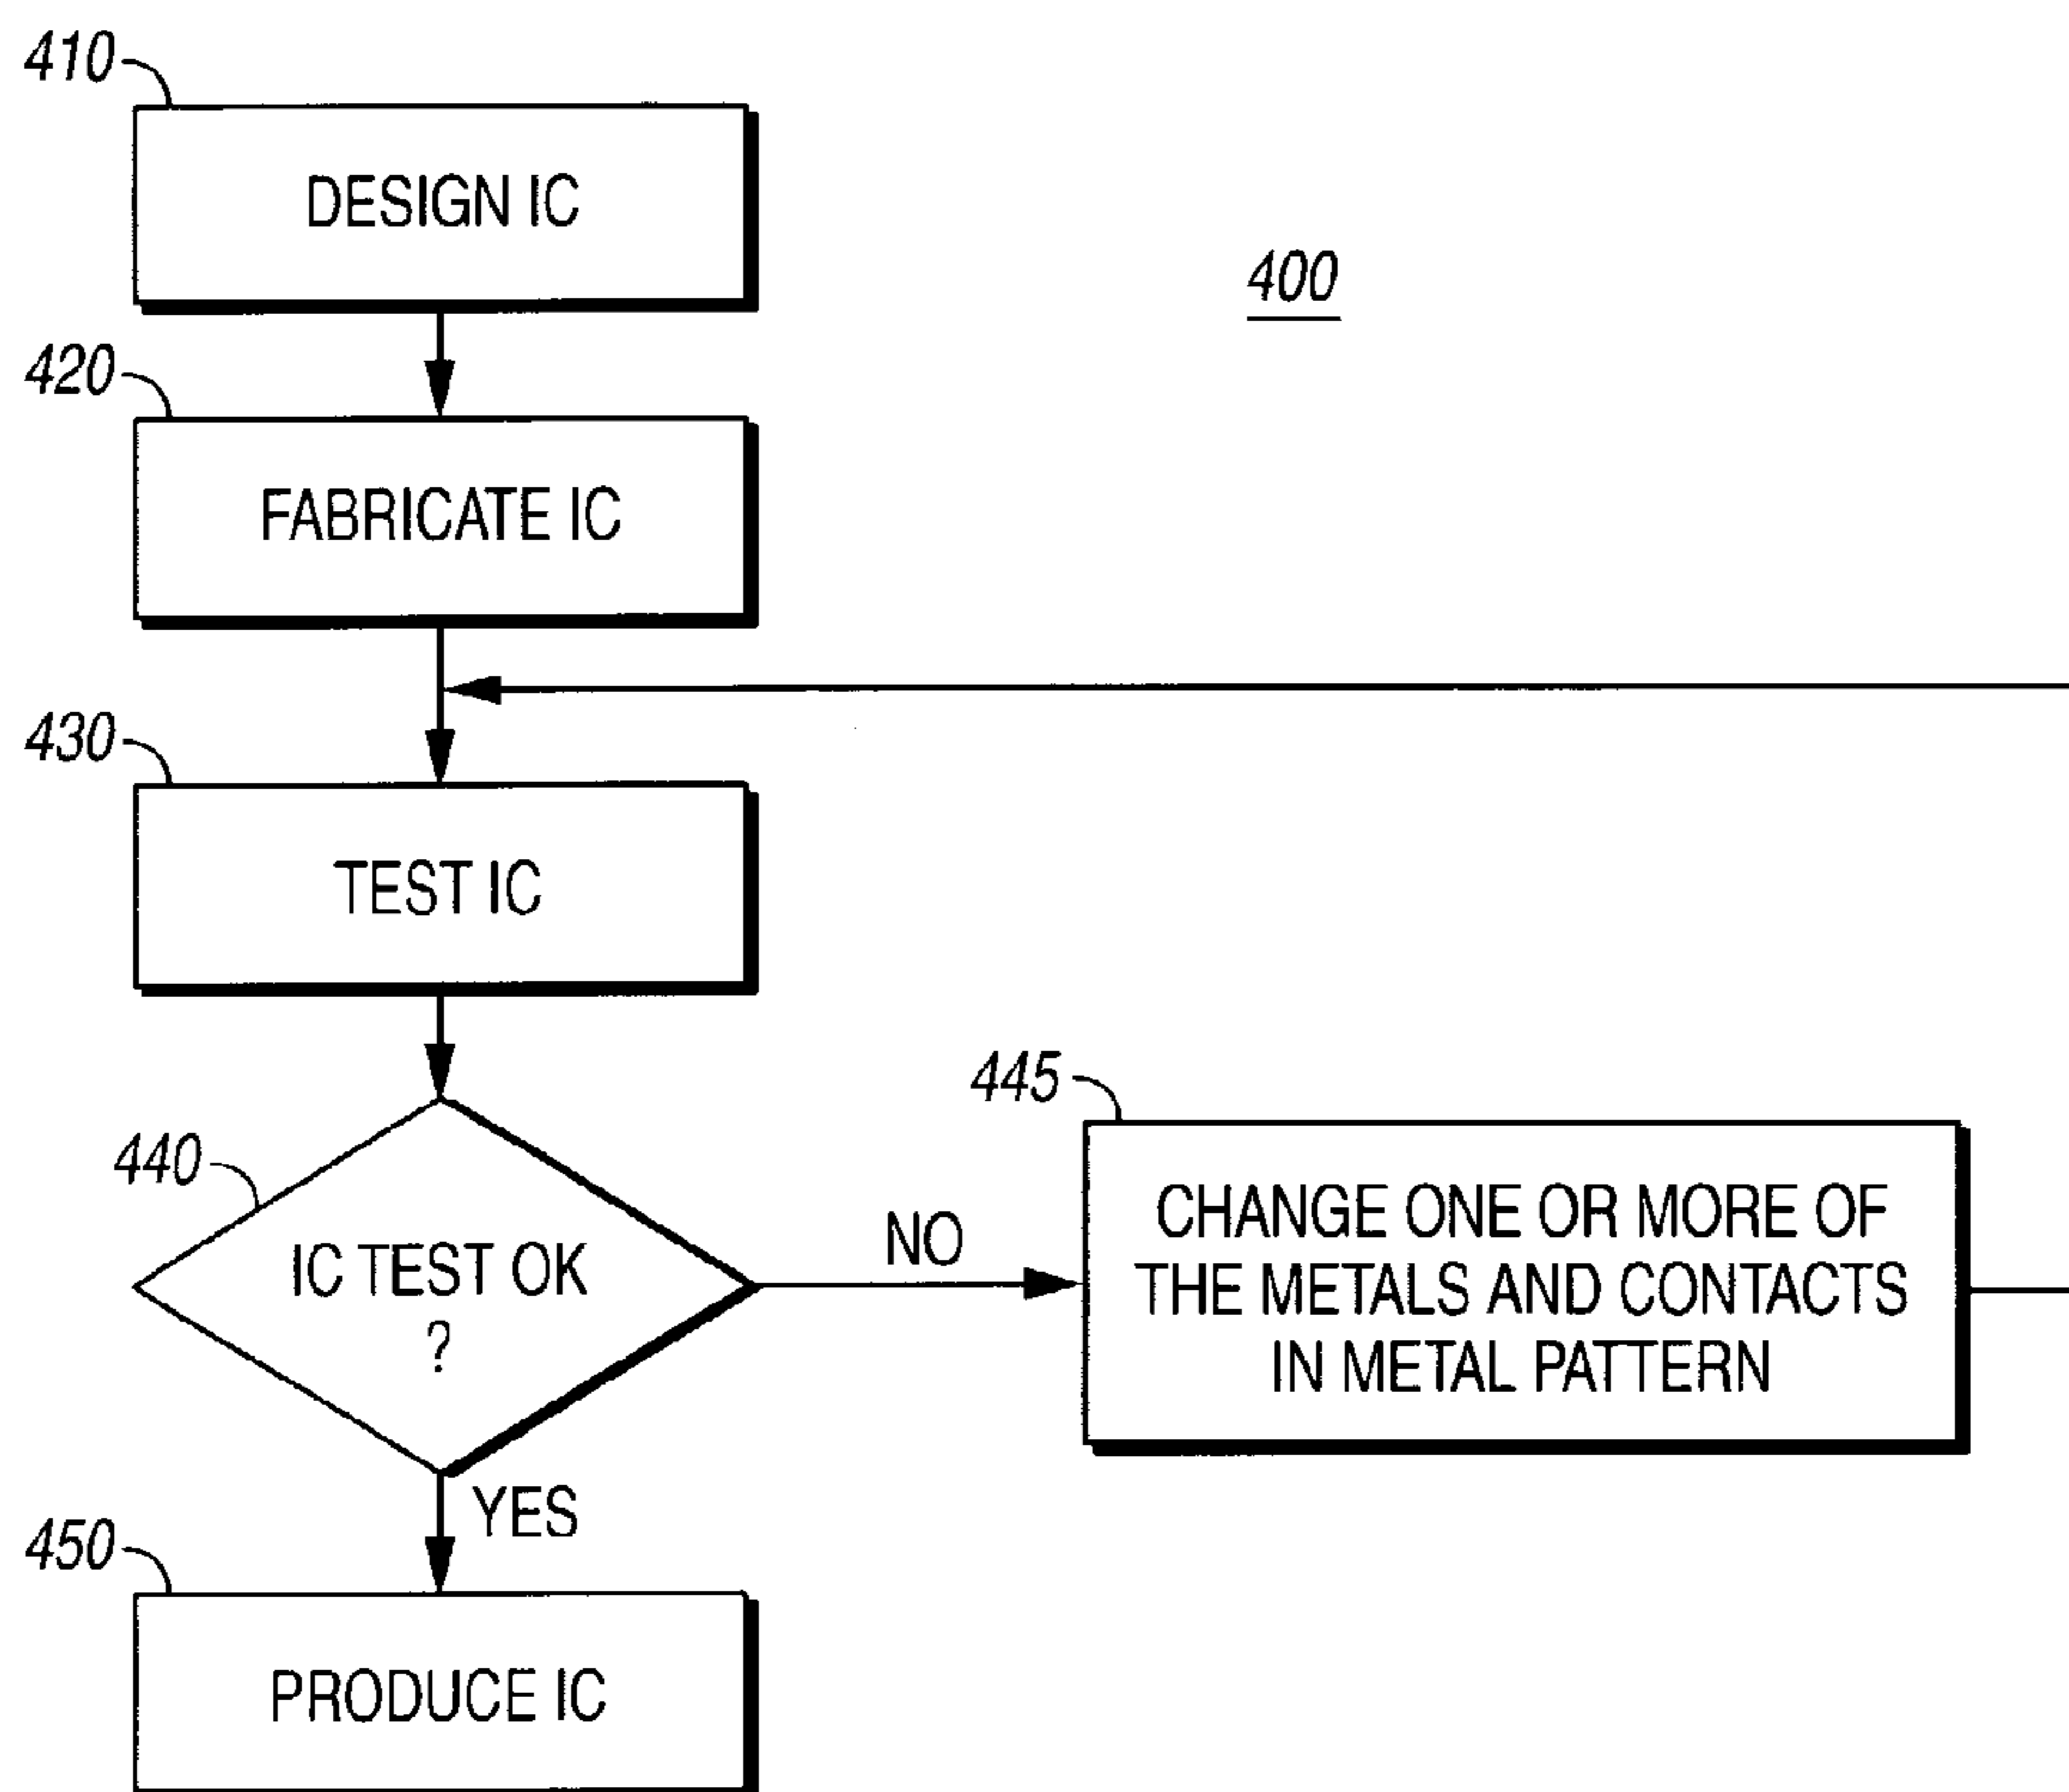 410
DESIGN IC
400
420
FABRICATE IC
430
TEST IC
440
IC TEST OK
?
NO
445
CHANGE ONE OR MORE OF
THE METALS AND CONTACTS
IN METAL PATTERN
YES
450
PRODUCE IC